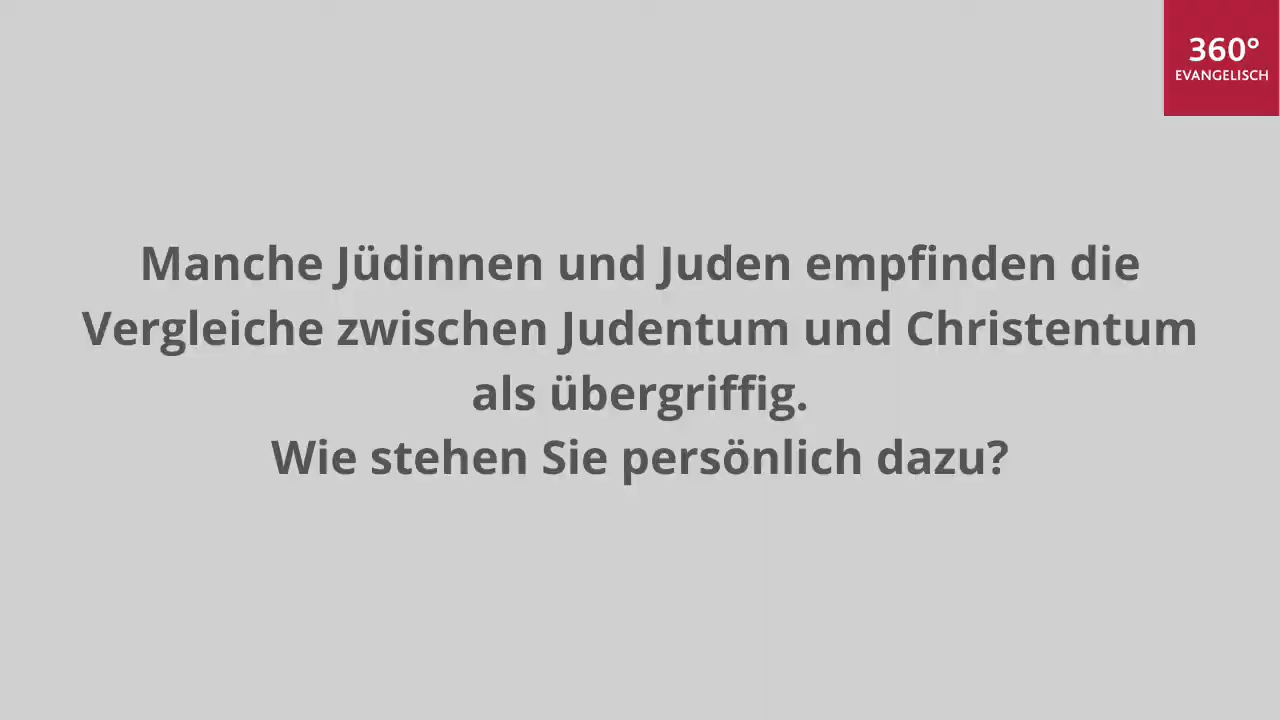 360°
EVANGELISCH
Manche Jüdinnen und Juden empfinden die
Vergleiche zwischen Judentum und Christentum
als übergriffig.
Wie stehen Sie persönlich dazu?